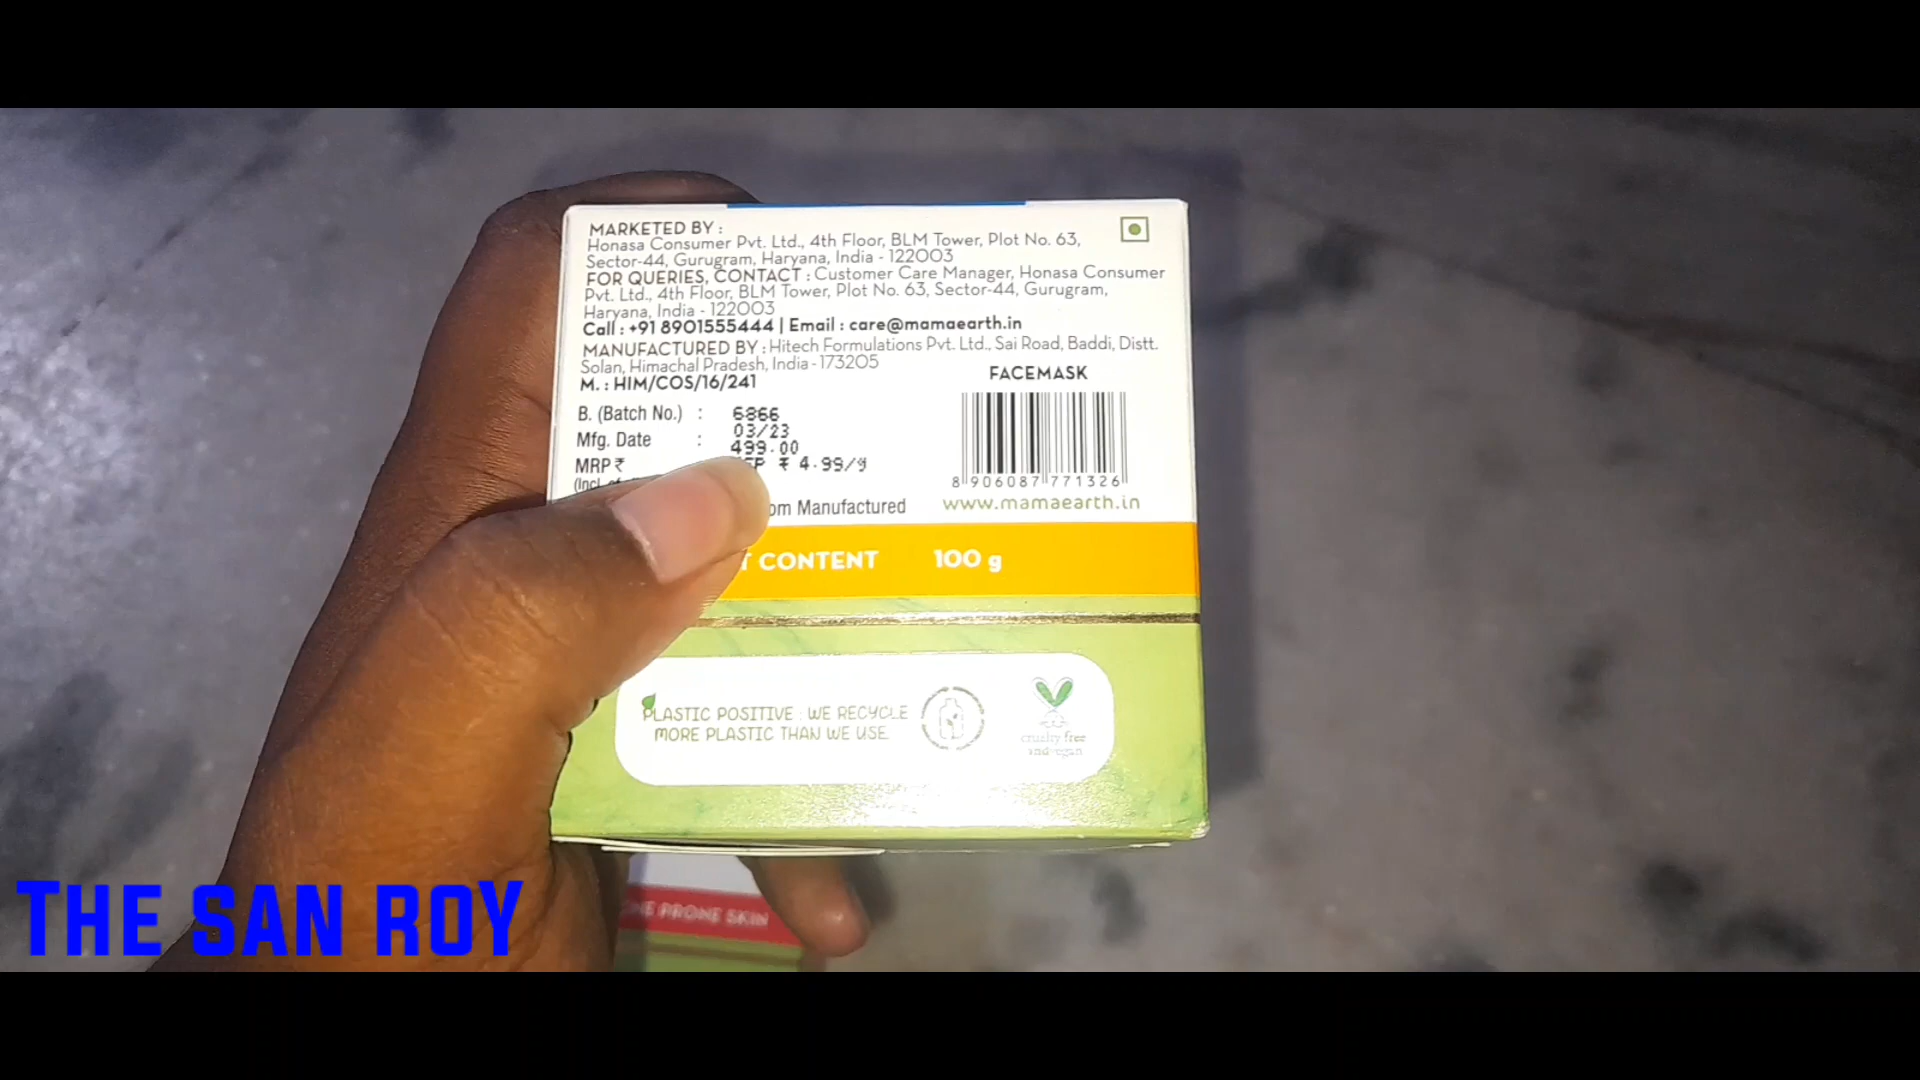 MARKETED BY :
Honasa Consumer Pvt. Ltd., 4th Floor, BLM Tower, Plot No. 63,
Sector-44, Gurugram, Haryana, India - 122003
FOR QUERIES, CONTACT : Customer Care Manager, Honasa Consumer
Pvt. Ltd., 4th Floor, BLM Tower, Plot No. 63, Sector-44, Gurugram,
Haryana, India - 122003
Call : +91 8901555444 | Email : care@mamaearth.in
MANUFACTURED BY : Hitech Formulations Pvt. Ltd., Sai Road, Baddi, Distt.
Solan, Himachal Pradesh, India - 173205
M. : HIM/COS/16/241
FACEMASK
B. (Batch No.) : 6866
Mfg. Date : 03/23
MRP ₹ 499.00
₹ 4.99/g
(Incl. of
Manufactured
8 906087 771326
www.mamaearth.in
CONTENT 100 g
PLASTIC POSITIVE : WE RECYCLE
MORE PLASTIC THAN WE USE.
cruelty free
and vegan
PRONE SKIN
THE SAN ROY